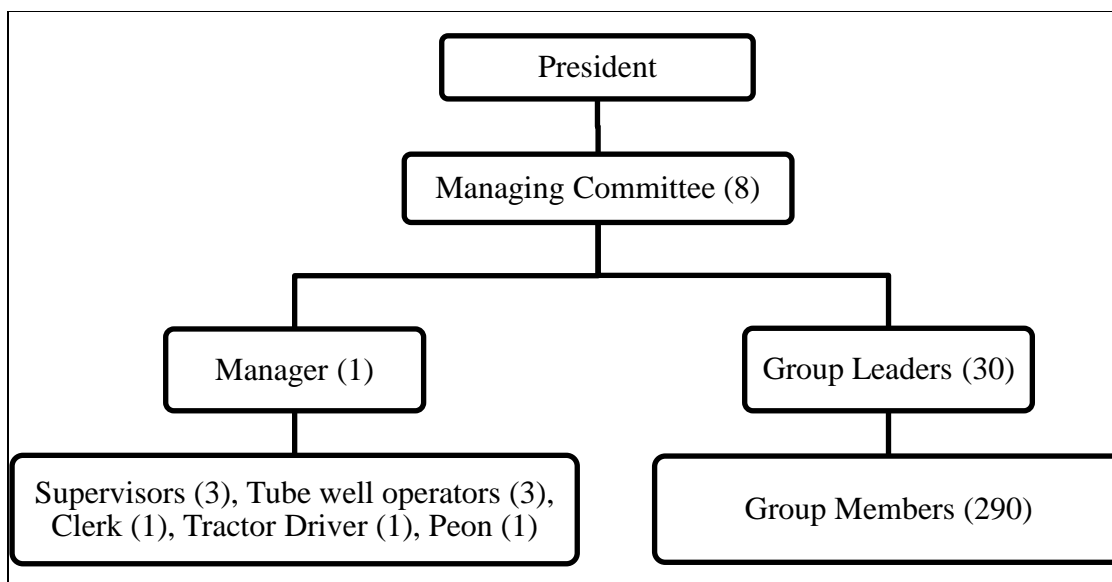 President
Managing Committee (8)
Manager (1)
Group Leaders (30)
Supervisors (3), Tube well operators (3),
Clerk (1), Tractor Driver (1), Peon (1)
Group Members (290)